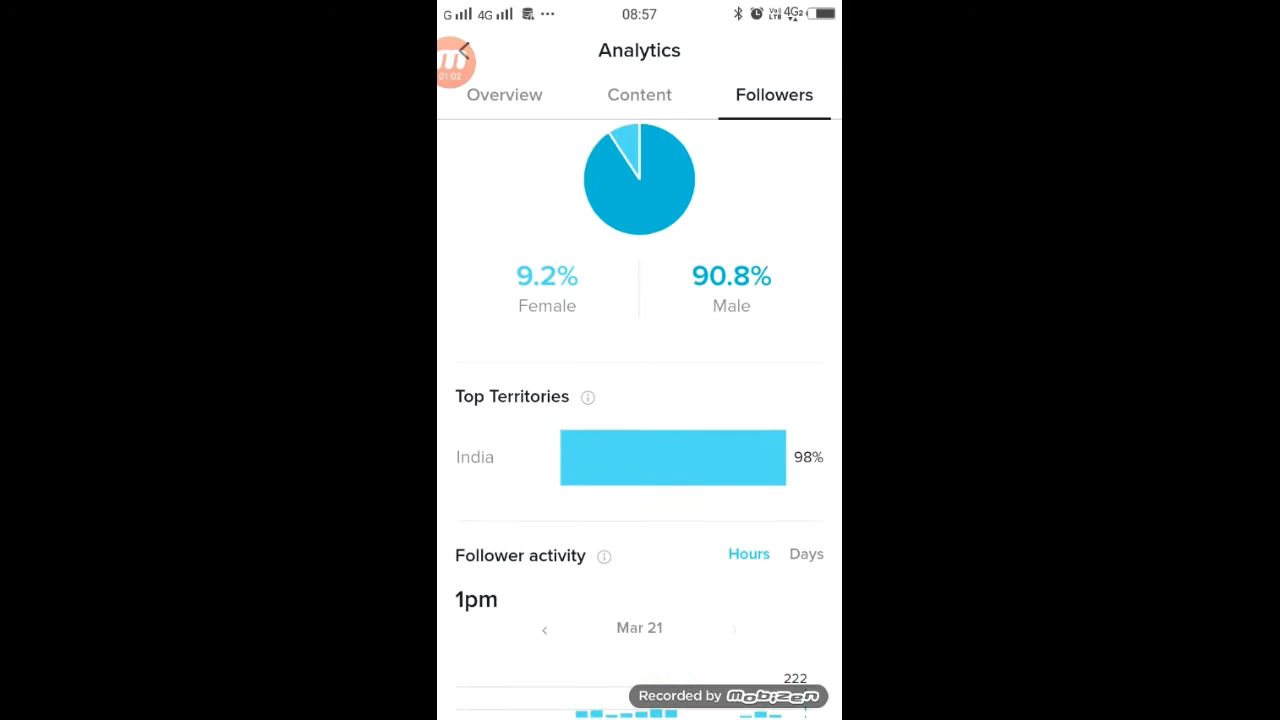 G 4G 08:57 4G2
01:02
Analytics
Overview Content Followers
9.2% 90.8%
Female Male
Top Territories
India 98%
Follower activity Hours Days
1pm
Mar 21
222
Recorded by mobizen